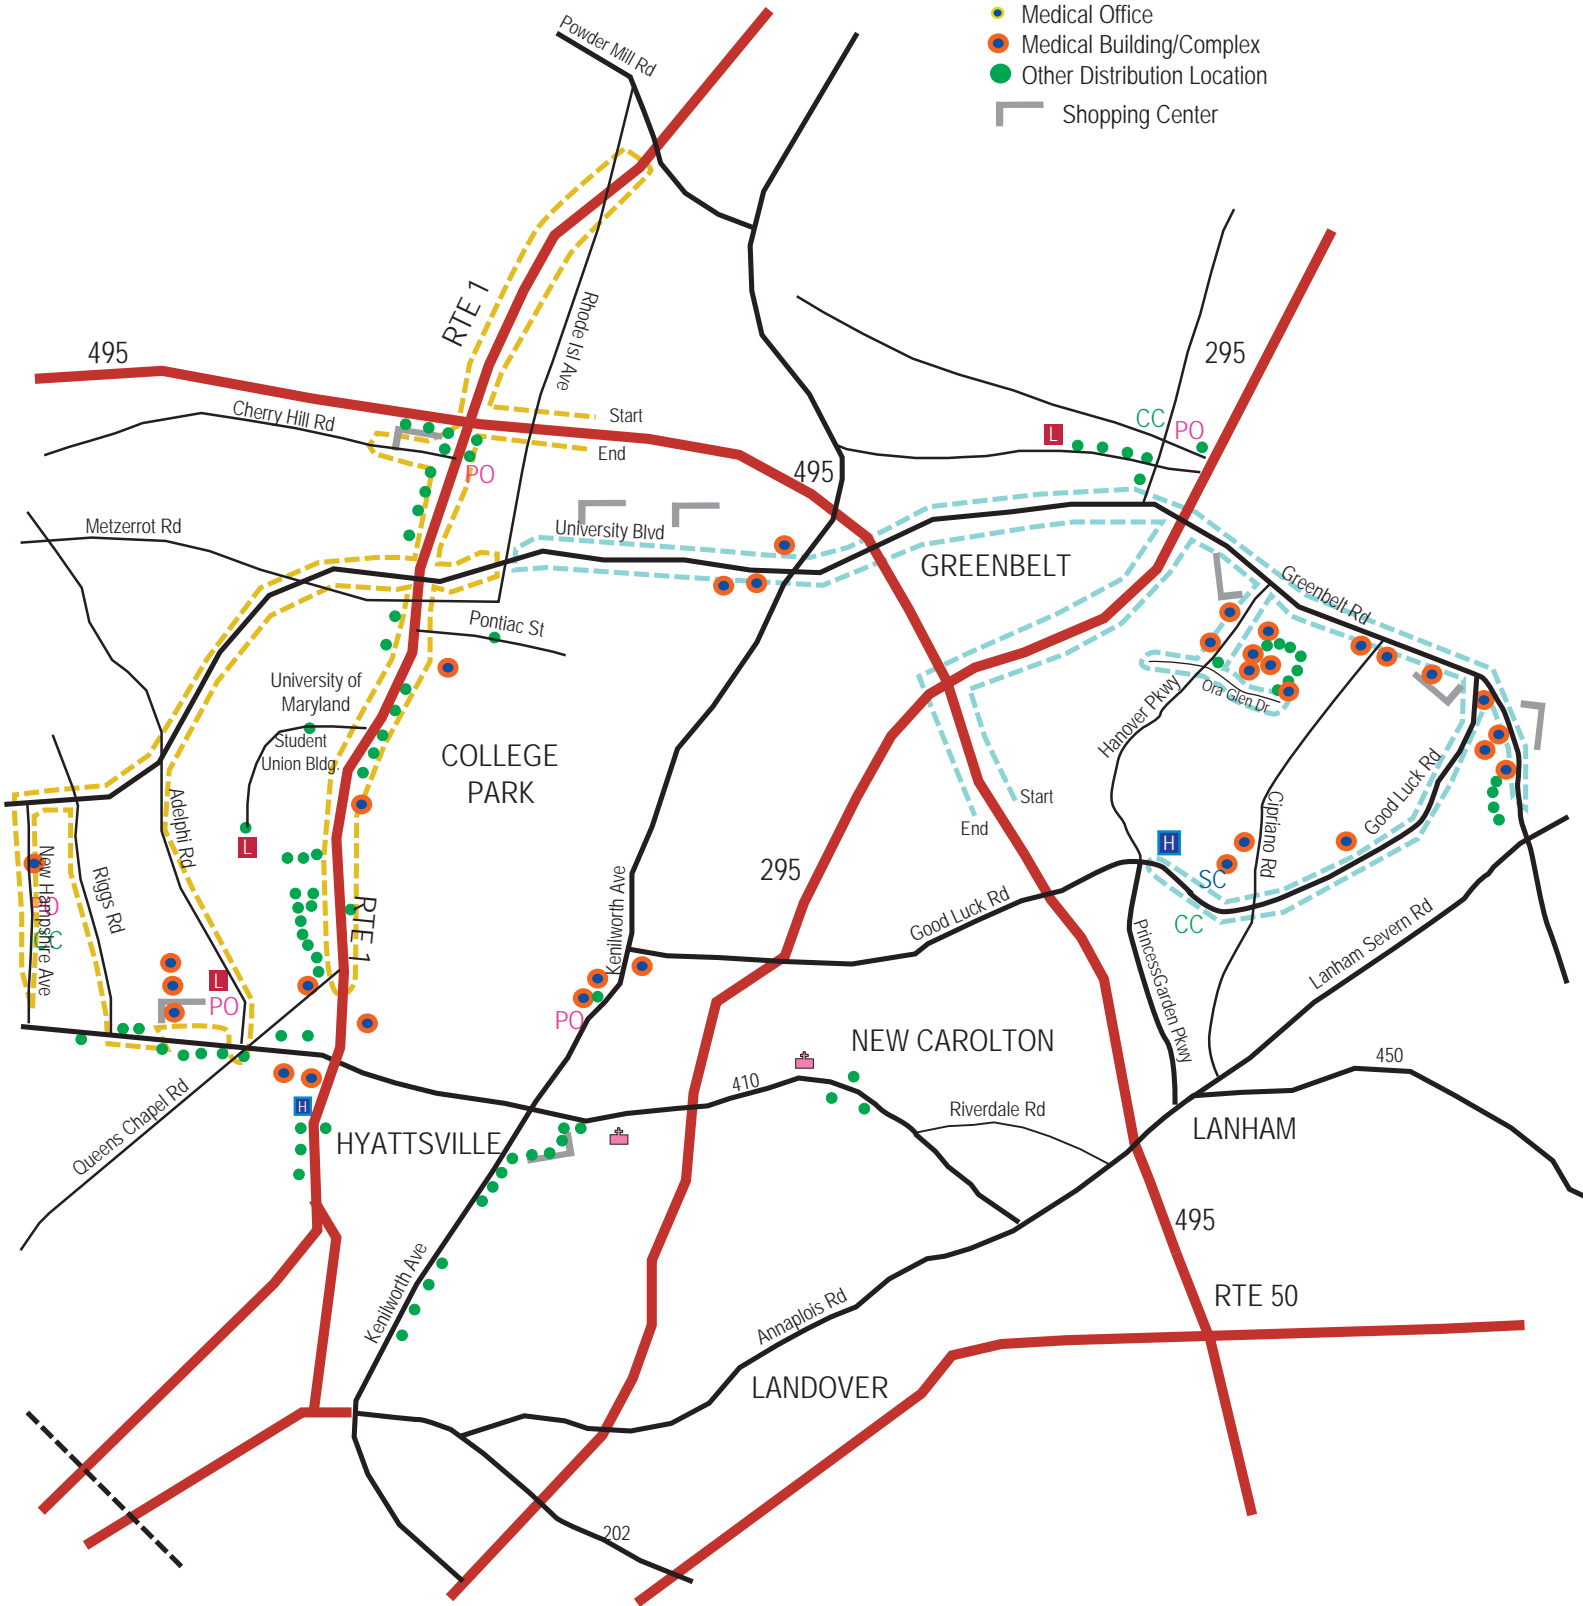 Medical Office
Medical Building/Complex
Other Distribution Location
Shopping Center
Powder Mill Rd
RTE 1
Rhode Isl Ave
495
295
Cherry Hill Rd
Start
End
CC
PO
L
PO
495
Metzerrot Rd
University Blvd
GREENBELT
Greenbelt Rd
Pontiac St
University of
Maryland
Student
Union Bldg.
COLLEGE
PARK
Ora Glen Dr
Hanover Pkwy
Start
End
Good Luck Rd
Cipriano Rd
Adelphi Rd
L
H
SC
CC
New Hampshire Ave
PO
CC
Riggs Rd
RTE 1
295
Kenilworth Ave
Good Luck Rd
Lanham Severn Rd
PrincessGarden Pkwy
L
PO
PO
NEW CAROLTON
450
410
Riverdale Rd
H
HYATTSVILLE
LANHAM
Queens Chapel Rd
495
RTE 50
Kenilworth Ave
Annaplois Rd
LANDOVER
202